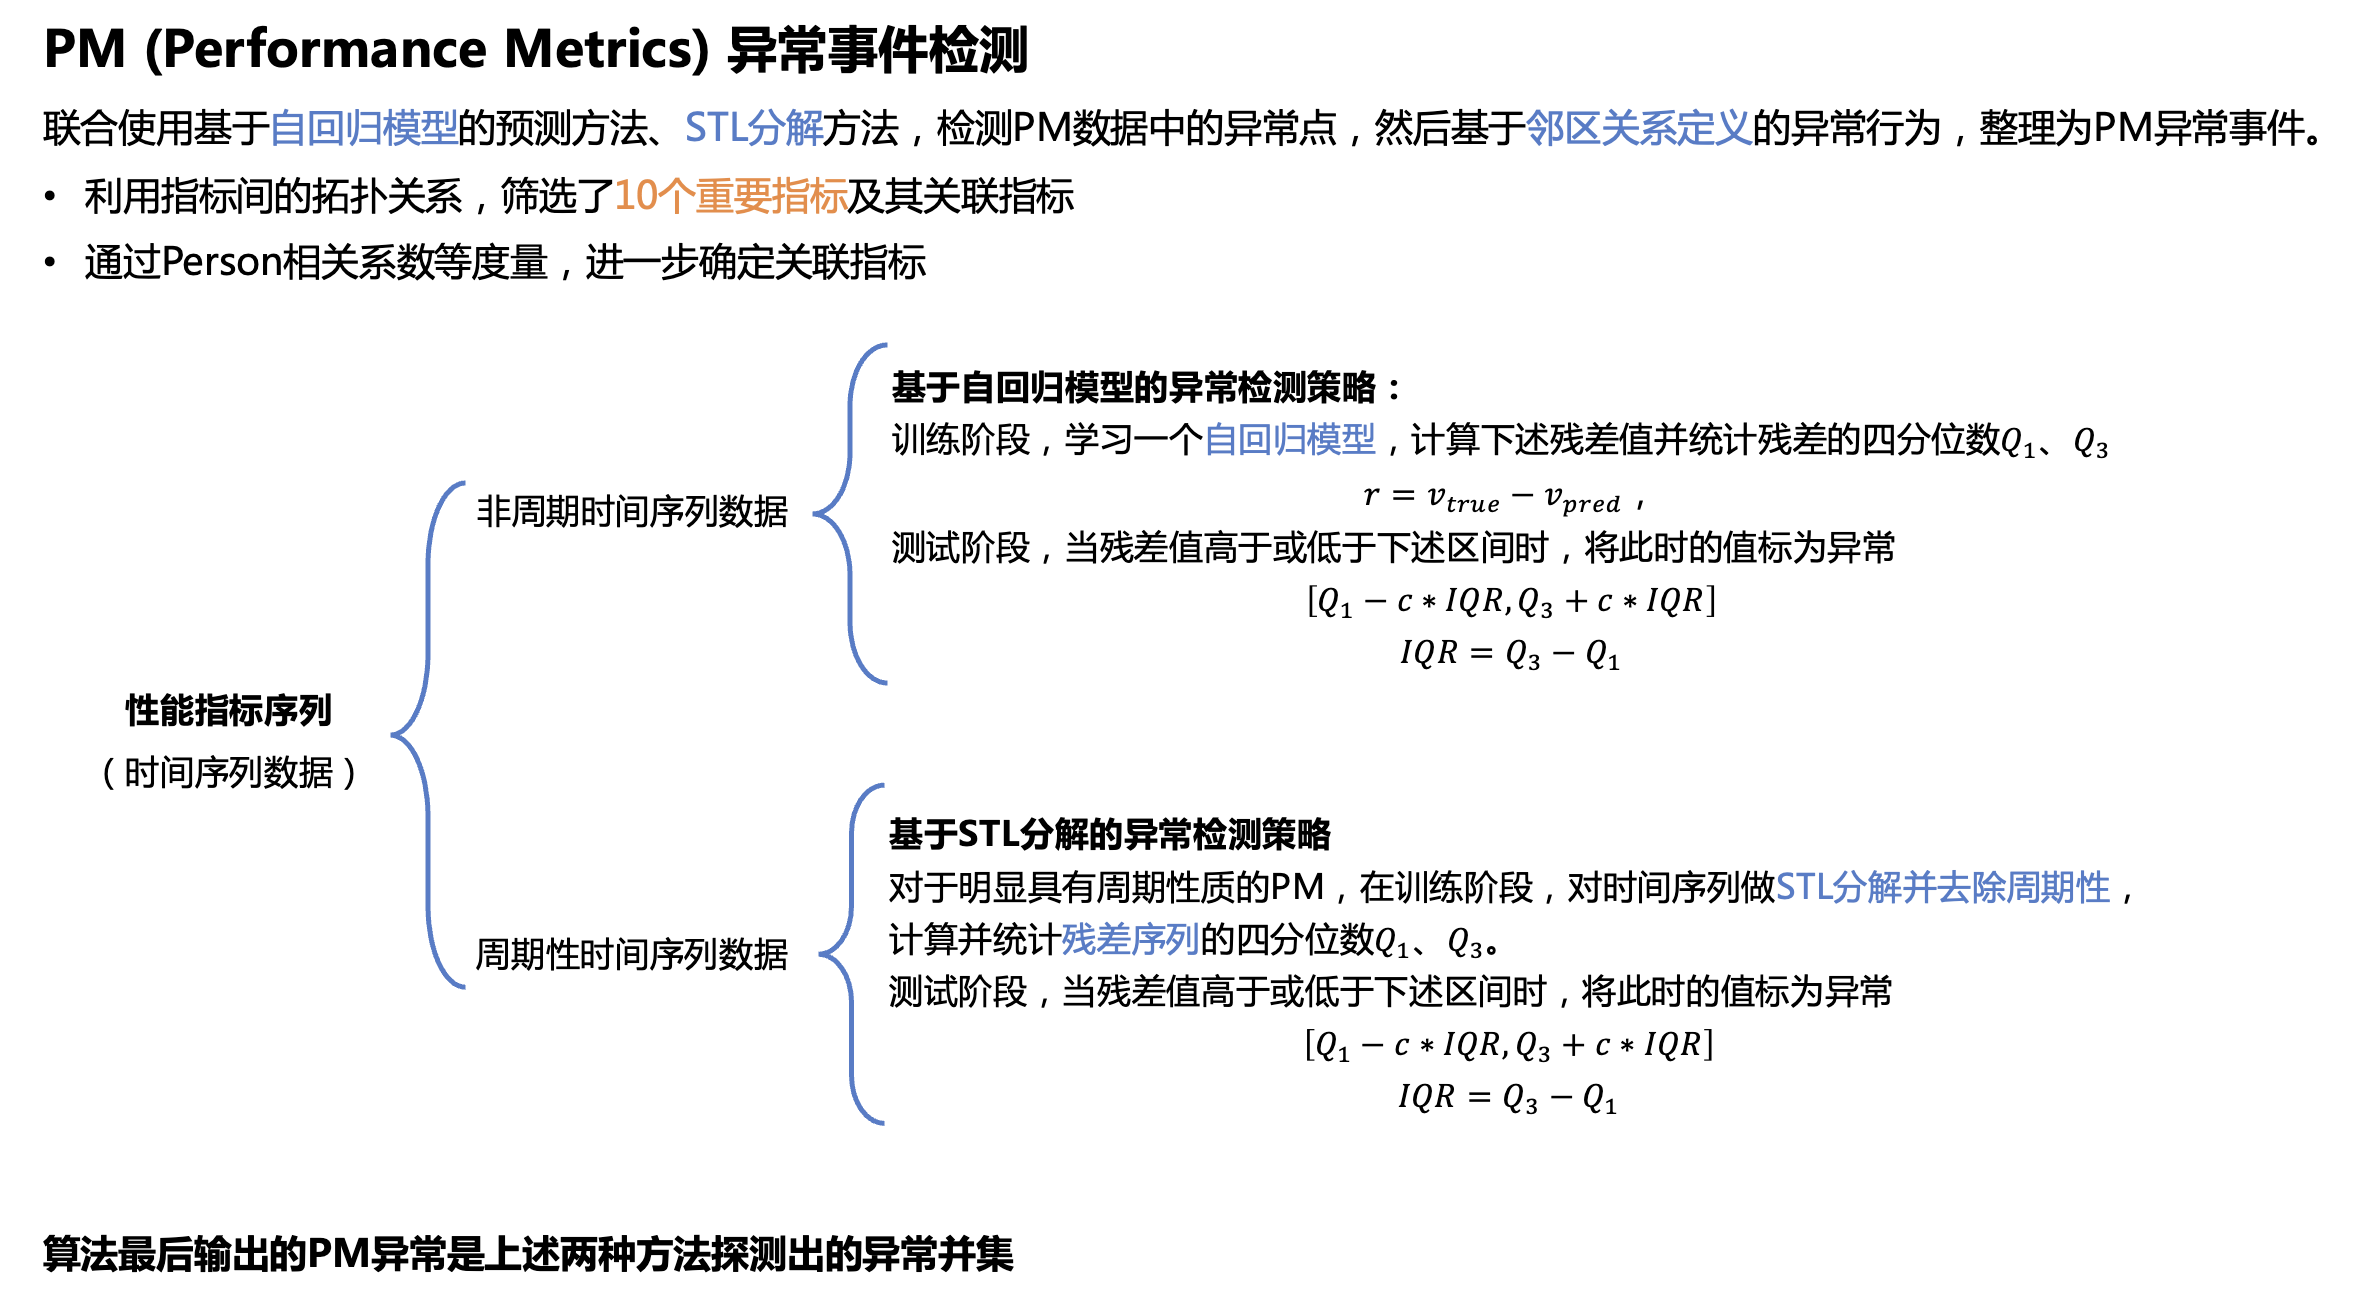 PM (Performance Metrics) 异常事件检测
联合使用基于自回归模型的预测方法、STL分解方法，检测PM数据中的异常点，然后基于邻区关系定义的异常行为，整理为PM异常事件。
• 利用指标间的拓扑关系，筛选了10个重要指标及其关联指标
• 通过Person相关系数等度量，进一步确定关联指标
性能指标序列
（时间序列数据）
非周期时间序列数据
基于自回归模型的异常检测策略：
训练阶段，学习一个自回归模型，计算下述残差值并统计残差的四分位数Q₁、Q₃
r = v_true − v_pred，
测试阶段，当残差值高于或低于下述区间时，将此时的值标为异常
[Q₁ − c ∗ IQR, Q₃ + c ∗ IQR]
IQR = Q₃ − Q₁
周期性时间序列数据
基于STL分解的异常检测策略
对于明显具有周期性质的PM，在训练阶段，对时间序列做STL分解并去除周期性，
计算并统计残差序列的四分位数Q₁、Q₃。
测试阶段，当残差值高于或低于下述区间时，将此时的值标为异常
[Q₁ − c ∗ IQR, Q₃ + c ∗ IQR]
IQR = Q₃ − Q₁
算法最后输出的PM异常是上述两种方法探测出的异常并集